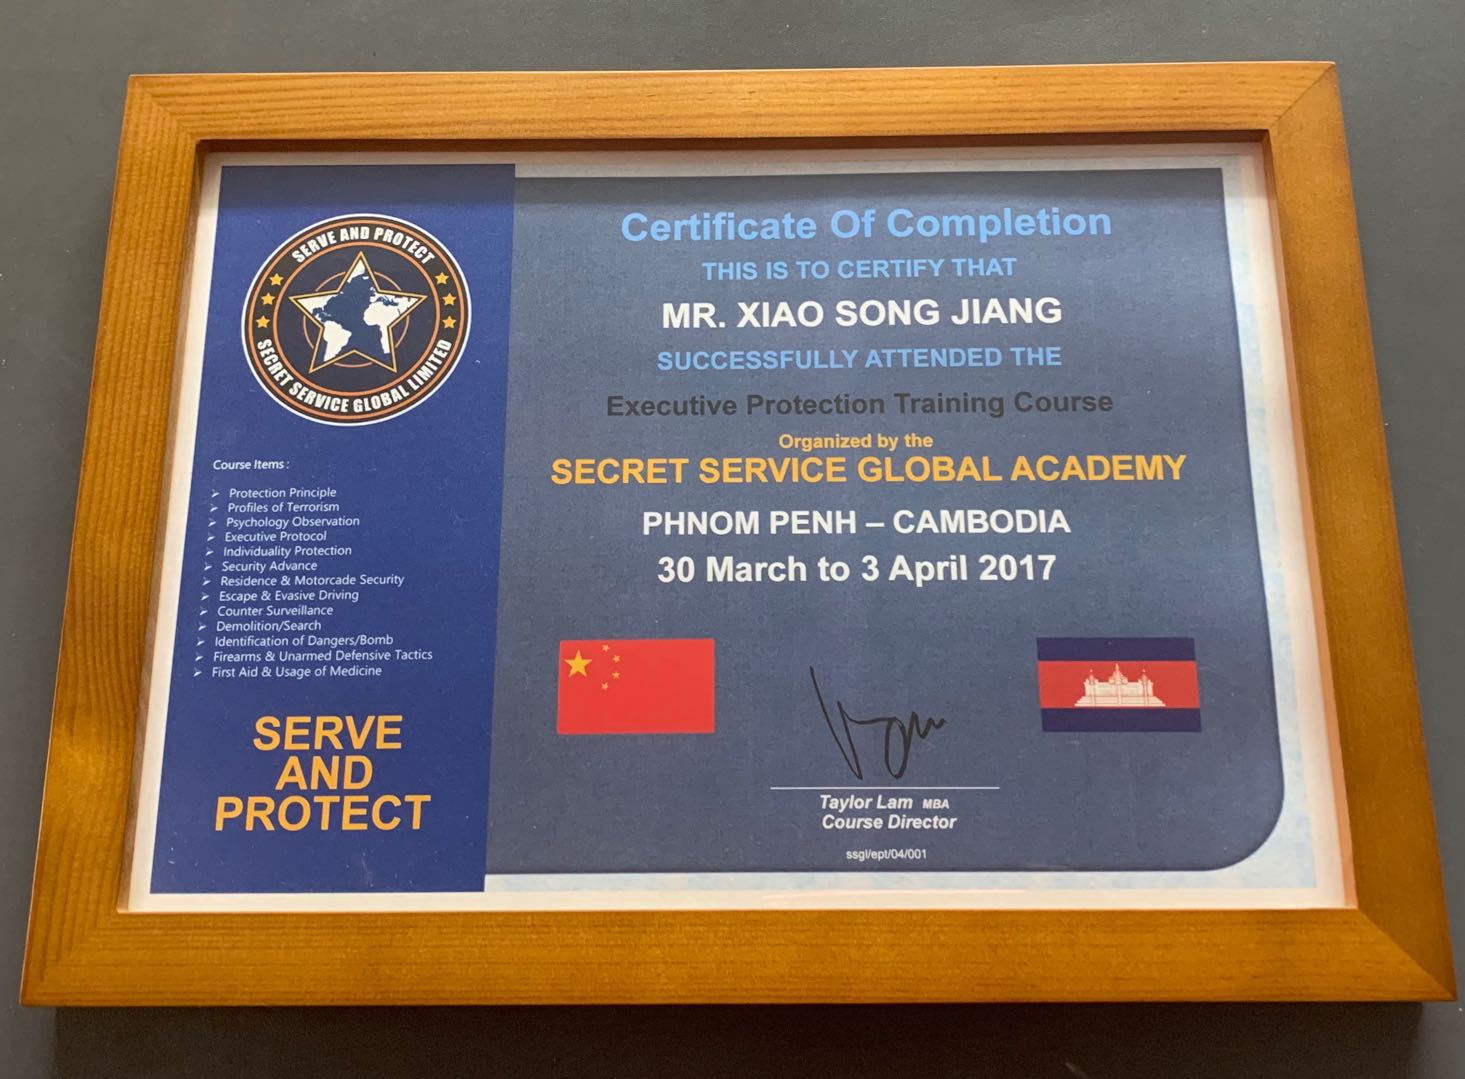 SERVE AND PROTECT
SECRET SERVICE GLOBAL LIMITED
Course Items :
➢ Protection Principle
➢ Profiles of Terrorism
➢ Psychology Observation
➢ Executive Protocol
➢ Individuality Protection
➢ Security Advance
➢ Residence & Motorcade Security
➢ Escape & Evasive Driving
➢ Counter Surveillance
➢ Demolition/Search
➢ Identification of Dangers/Bomb
➢ Firearms & Unarmed Defensive Tactics
➢ First Aid & Usage of Medicine
SERVE
AND
PROTECT
Certificate Of Completion
THIS IS TO CERTIFY THAT
MR. XIAO SONG JIANG
SUCCESSFULLY ATTENDED THE
Executive Protection Training Course
Organized by the
SECRET SERVICE GLOBAL ACADEMY
PHNOM PENH – CAMBODIA
30 March to 3 April 2017
Taylor Lam MBA
Course Director
ssgl/ept/04/001